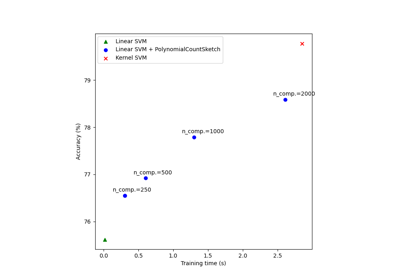 Linear SVM
Linear SVM + PolynomialCountSketch
Kernel SVM
79
78
77
76
Accuracy (%)
n_comp.=2000
n_comp.=1000
n_comp.=500
n_comp.=250
0.0 0.5 1.0 1.5 2.0 2.5
Training time (s)